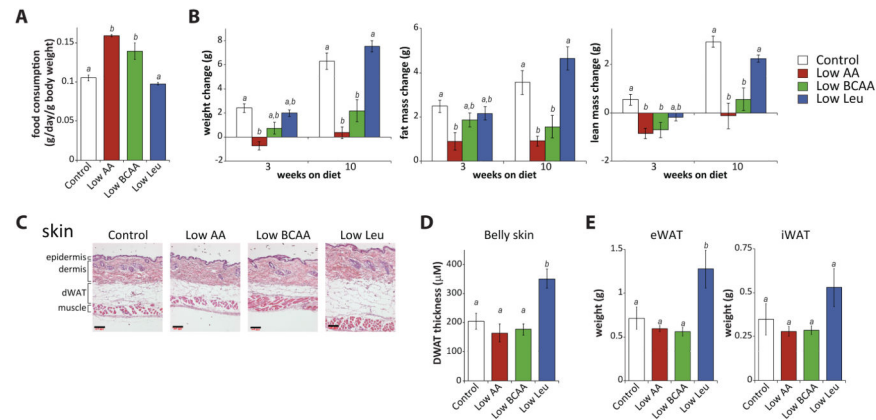 A
food consumption
(g/day/g body weight)
0.15
0.1
0.05
0
a
b
b
a
Control
Low AA
Low BCAA
Low Leu
B
weight change (g)
8
6
4
2
0
-2
a
b
a,b
a,b
a
b
b
a
3
10
weeks on diet
fat mass change (g)
6
4
2
0
a
b
a,b
a,b
a
b
b
a
3
10
weeks on diet
lean mass change (g)
2
0
-2
a
b
b
a,b
a
b
b
a
3
10
weeks on diet
Control
Low AA
Low BCAA
Low Leu
C
skin
Control
Low AA
Low BCAA
Low Leu
epidermis
dermis
dWAT
muscle
D
Belly skin
DWAT thickness (μM)
400
300
200
100
0
a
a
a
b
Control
Low AA
Low BCAA
Low Leu
E
eWAT
weight (g)
1.5
1.0
0.5
0
a
a
a
b
Control
Low AA
Low BCAA
Low Leu
iWAT
weight (g)
0.75
0.5
0.25
0
a
a
a
a
Control
Low AA
Low BCAA
Low Leu